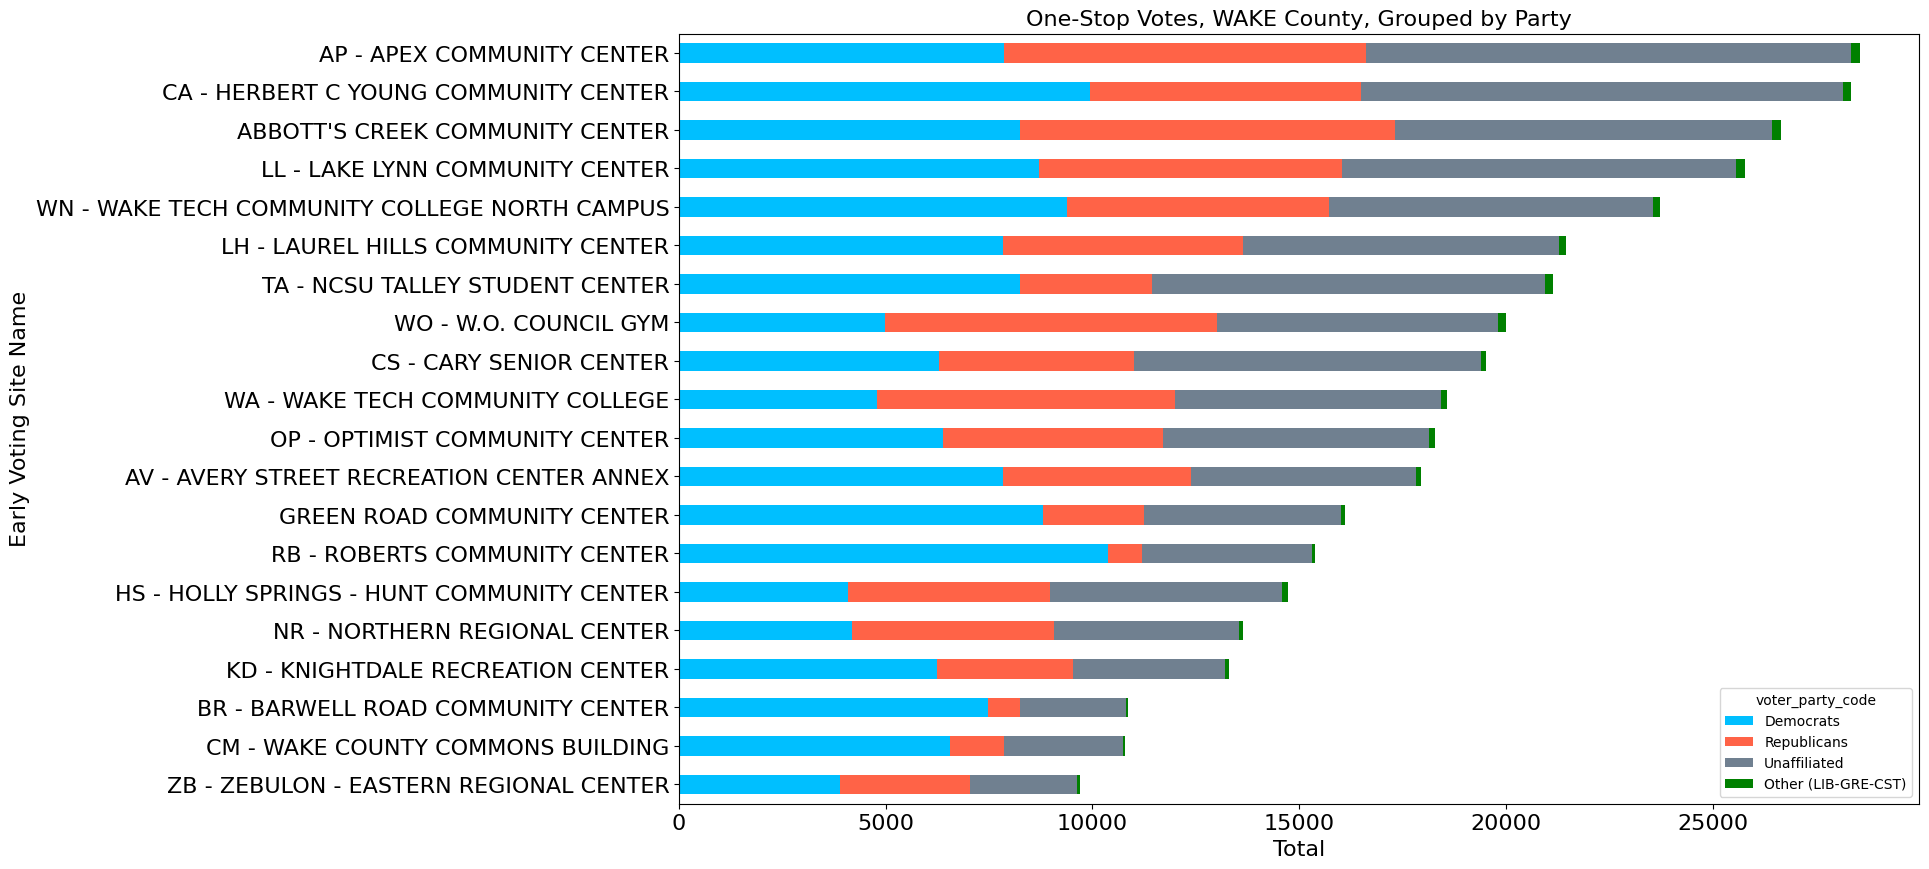 One-Stop Votes, WAKE County, Grouped by Party
Early Voting Site Name
AP - APEX COMMUNITY CENTER
CA - HERBERT C YOUNG COMMUNITY CENTER
ABBOTT'S CREEK COMMUNITY CENTER
LL - LAKE LYNN COMMUNITY CENTER
WN - WAKE TECH COMMUNITY COLLEGE NORTH CAMPUS
LH - LAUREL HILLS COMMUNITY CENTER
TA - NCSU TALLEY STUDENT CENTER
WO - W.O. COUNCIL GYM
CS - CARY SENIOR CENTER
WA - WAKE TECH COMMUNITY COLLEGE
OP - OPTIMIST COMMUNITY CENTER
AV - AVERY STREET RECREATION CENTER ANNEX
GREEN ROAD COMMUNITY CENTER
RB - ROBERTS COMMUNITY CENTER
HS - HOLLY SPRINGS - HUNT COMMUNITY CENTER
NR - NORTHERN REGIONAL CENTER
KD - KNIGHTDALE RECREATION CENTER
BR - BARWELL ROAD COMMUNITY CENTER
CM - WAKE COUNTY COMMONS BUILDING
ZB - ZEBULON - EASTERN REGIONAL CENTER
voter_party_code
Democrats
Republicans
Unaffiliated
Other (LIB-GRE-CST)
0 5000 10000 15000 20000 25000
Total